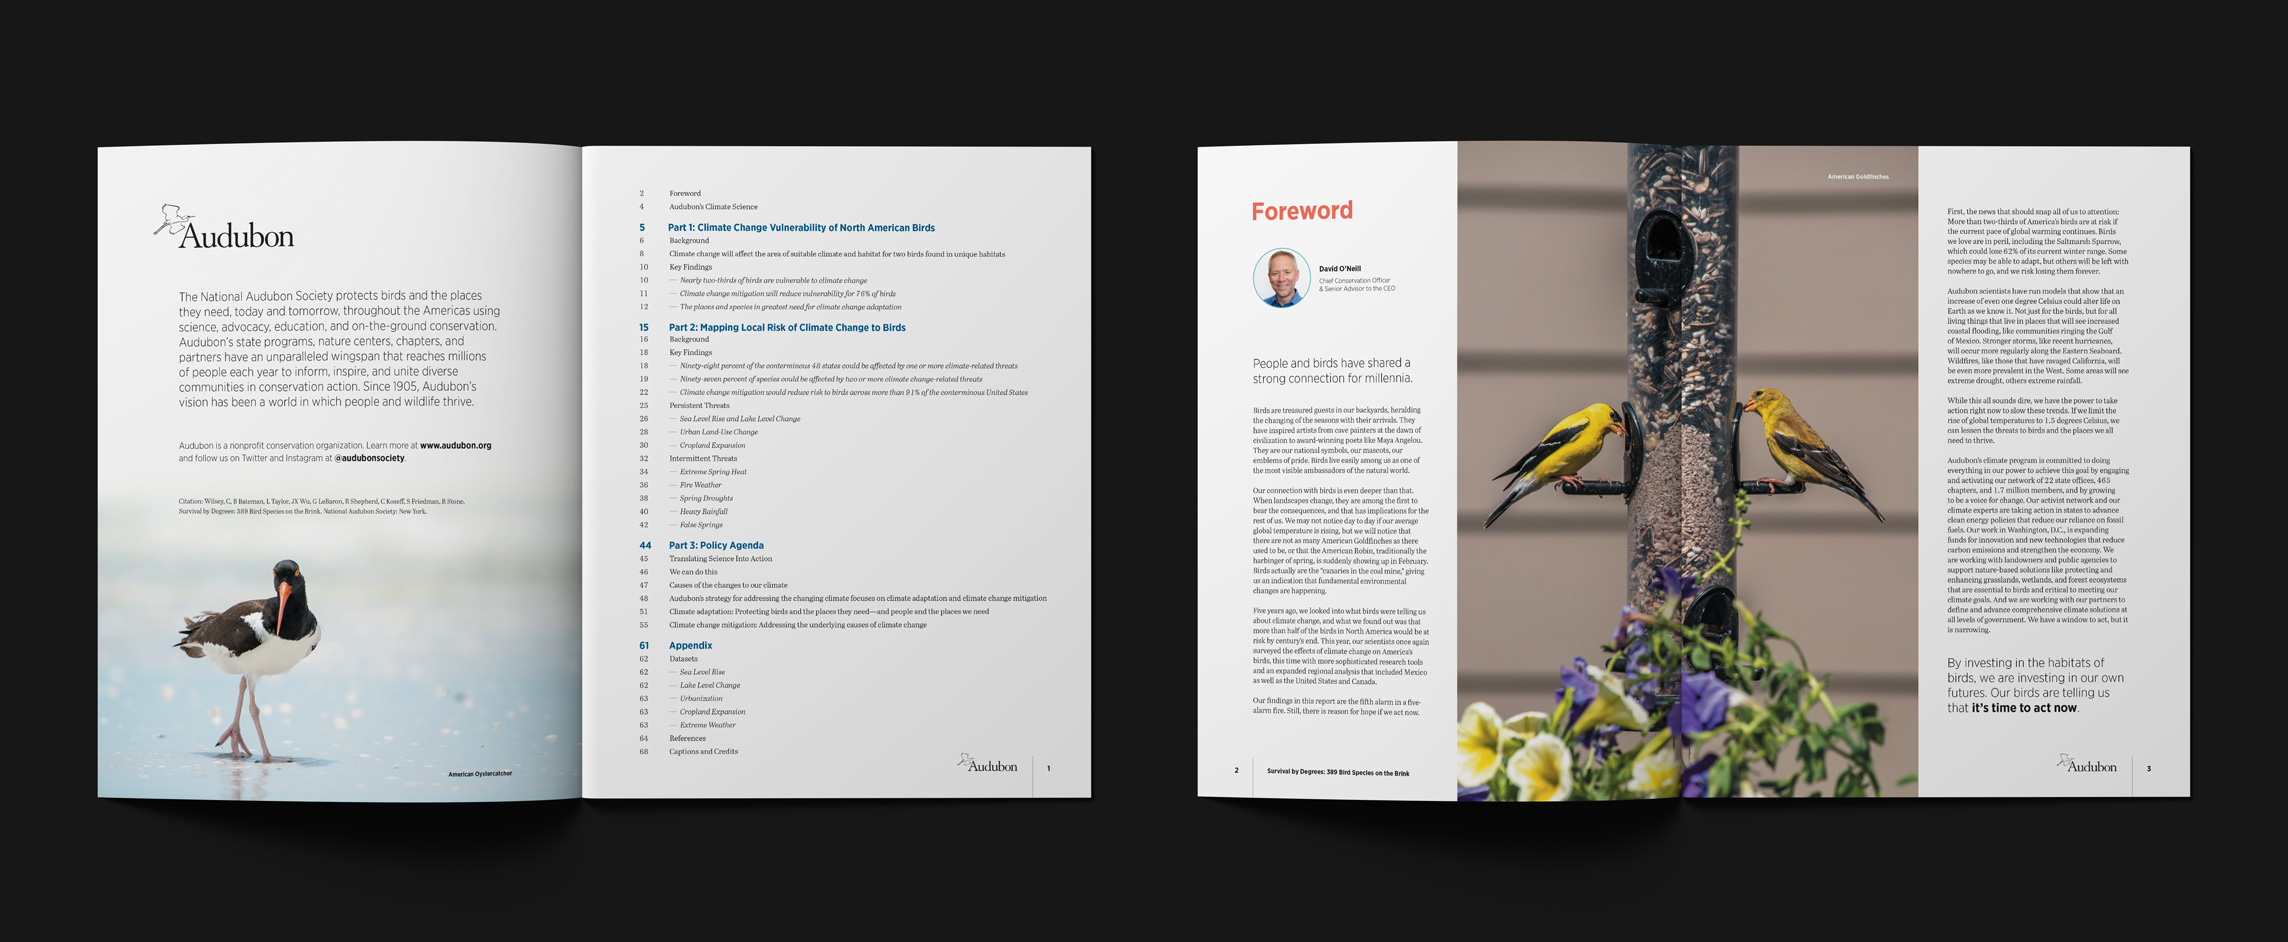 Audubon
The National Audubon Society protects birds and the places
they need, today and tomorrow, throughout the Americas using
science, advocacy, education, and on-the-ground conservation.
Audubon's state programs, nature centers, chapters, and
partners have an unparalleled wingspan that reaches millions
of people each year to inform, inspire, and unite diverse
communities in conservation action. Since 1905, Audubon's
vision has been a world in which people and wildlife thrive.
Audubon is a nonprofit conservation organization. Learn more at www.audubon.org
and follow us on Twitter and Instagram at @audubonsociety.
Citation: Wilsey, C, B Bateman, L Taylor, JX Wu, G LeBaron, R Shepherd, C Koseff, S Friedman, R Stone.
Survival by Degrees: 389 Bird Species on the Brink. National Audubon Society: New York.
American Oystercatcher
2 Foreword
4 Audubon's Climate Science
5 Part 1: Climate Change Vulnerability of North American Birds
6 Background
8 Climate change will affect the area of suitable climate and habitat for two birds found in unique habitats
10 Key Findings
10 — Nearly two-thirds of birds are vulnerable to climate change
11 — Climate change mitigation will reduce vulnerability for 76% of birds
12 — The places and species in greatest need for climate change adaptation
15 Part 2: Mapping Local Risk of Climate Change to Birds
16 Background
18 Key Findings
18 — Ninety-eight percent of the conterminous 48 states could be affected by one or more climate-related threats
19 — Ninety-seven percent of species could be affected by two or more climate change-related threats
22 — Climate change mitigation would reduce risk to birds across more than 91% of the conterminous United States
25 Persistent Threats
26 — Sea Level Rise and Lake Level Change
28 — Urban Land-Use Change
30 — Cropland Expansion
32 Intermittent Threats
34 — Extreme Spring Heat
36 — Fire Weather
38 — Spring Droughts
40 — Heavy Rainfall
42 — False Springs
44 Part 3: Policy Agenda
45 Translating Science Into Action
46 We can do this
47 Causes of the changes to our climate
48 Audubon's strategy for addressing the changing climate focuses on climate adaptation and climate change mitigation
51 Climate adaptation: Protecting birds and the places they need—and people and the places we need
55 Climate change mitigation: Addressing the underlying causes of climate change
61 Appendix
62 Datasets
62 — Sea Level Rise
62 — Lake Level Change
63 — Urbanization
63 — Cropland Expansion
63 — Extreme Weather
64 References
68 Captions and Credits
Audubon 1
Foreword
David O'Neill
Chief Conservation Officer
& Senior Advisor to the CEO
People and birds have shared a
strong connection for millennia.
Birds are treasured guests in our backyards, heralding
the changing of the seasons with their arrivals. They
have inspired artists from cave painters at the dawn of
civilization to award-winning poets like Maya Angelou.
They are our national symbols, our mascots, our
emblems of pride. Birds live easily among us as one of
the most visible ambassadors of the natural world.
Our connection with birds is even deeper than that.
When landscapes change, they are among the first to
bear the consequences, and that has implications for the
rest of us. We may not notice day to day if our average
global temperature is rising, but we will notice that
there are not as many American Goldfinches as there
used to be, or that the American Robin, traditionally the
harbinger of spring, is suddenly showing up in February.
Birds actually are the "canaries in the coal mine," giving
us an indication that fundamental environmental
changes are happening.
Five years ago, we looked into what birds were telling us
about climate change, and what we found out was that
more than half of the birds in North America would be at
risk by century's end. This year, our scientists once again
surveyed the effects of climate change on America's
birds, this time with more sophisticated research tools
and an expanded regional analysis that included Mexico
as well as the United States and Canada.
Our findings in this report are the fifth alarm in a five-
alarm fire. Still, there is reason for hope if we act now.
2 Survival by Degrees: 389 Bird Species on the Brink
American Goldfinches
First, the news that should snap all of us to attention:
More than two-thirds of America's birds are at risk if
the current pace of global warming continues. Birds
we love are in peril, including the Saltmarsh Sparrow,
which could lose 62% of its current winter range. Some
species may be able to adapt, but others will be left with
nowhere to go, and we risk losing them forever.
Audubon scientists have run models that show that an
increase of even one degree Celsius could alter life on
Earth as we know it. Not just for the birds, but for all
living things that live in places that will see increased
coastal flooding, like communities ringing the Gulf
of Mexico. Stronger storms, like recent hurricanes,
will occur more regularly along the Eastern Seaboard.
Wildfires, like those that have ravaged California, will
be even more prevalent in the West. Some areas will see
extreme drought, others extreme rainfall.
While this all sounds dire, we have the power to take
action right now to slow these trends. If we limit the
rise of global temperatures to 1.5 degrees Celsius, we
can lessen the threats to birds and the places we all
need to thrive.
Audubon's climate program is committed to doing
everything in our power to achieve this goal by engaging
and activating our network of 22 state offices, 465
chapters, and 1.7 million members, and by growing
to be a voice for change. Our activist network and our
climate experts are taking action in states to advance
clean energy policies that reduce our reliance on fossil
fuels. Our work in Washington, D.C., is expanding
funds for innovation and new technologies that reduce
carbon emissions and strengthen the economy. We
are working with landowners and public agencies to
support nature-based solutions like protecting and
enhancing grasslands, wetlands, and forest ecosystems
that are essential to birds and critical to meeting our
climate goals. And we are working with our partners to
define and advance comprehensive climate solutions at
all levels of government. We have a window to act, but it
is narrowing.
By investing in the habitats of
birds, we are investing in our own
futures. Our birds are telling us
that it's time to act now.
Audubon 3